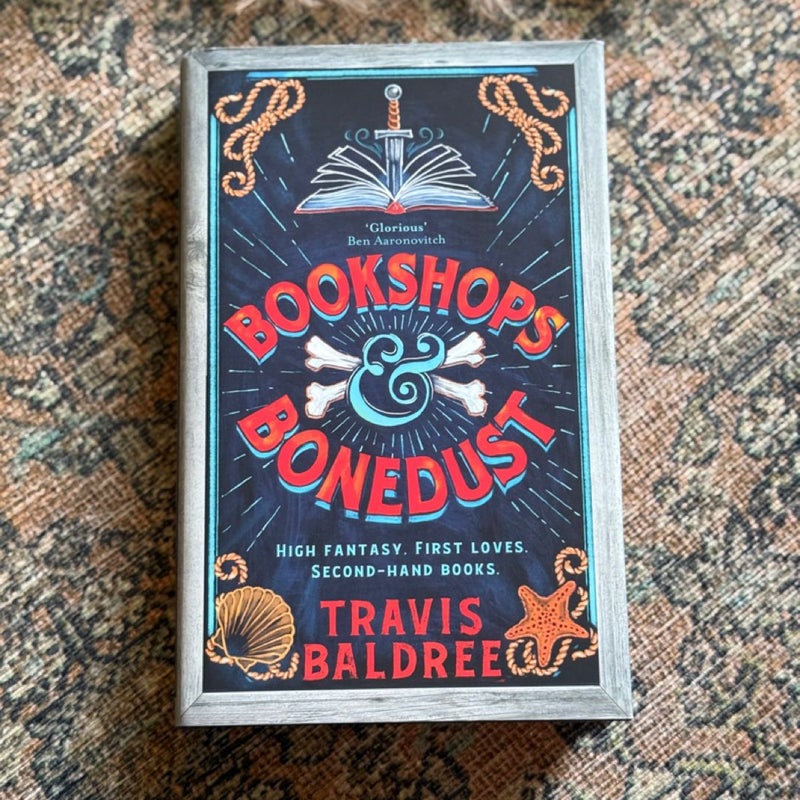 ‘Glorious’
Ben Aaronovitch
BOOKSHOPS
&
BONEDUST
HIGH FANTASY. FIRST LOVES.
SECOND-HAND BOOKS.
TRAVIS
BALDREE